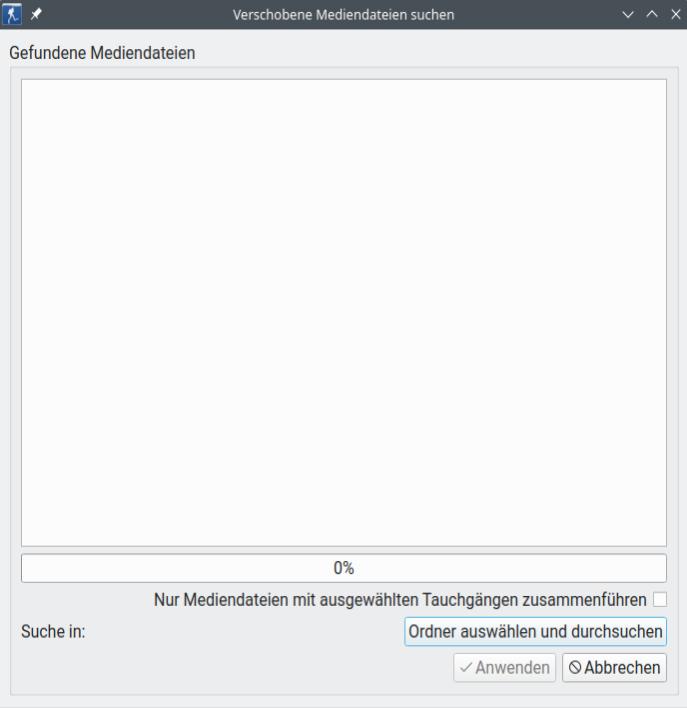 Verschobene Mediendateien suchen
Gefundene Mediendateien
0%
Nur Mediendateien mit ausgewählten Tauchgängen zusammenführen
Suche in:
Ordner auswählen und durchsuchen
Anwenden
Abbrechen